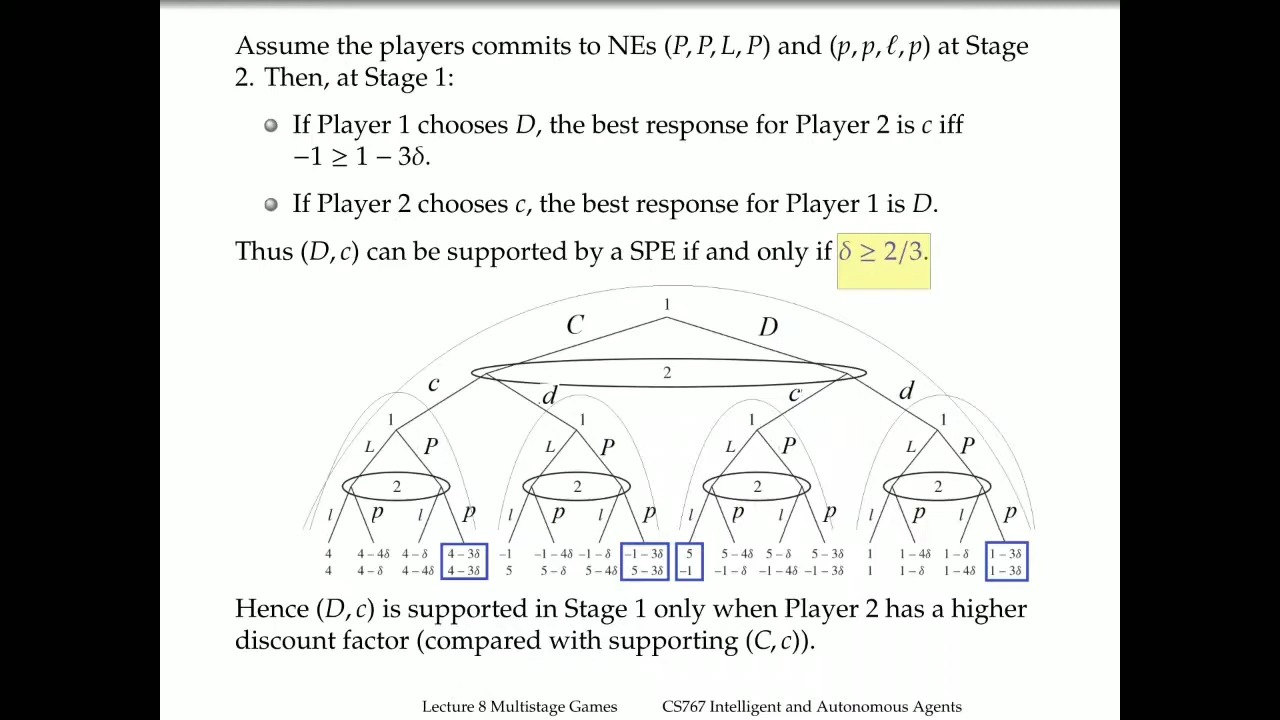 Assume the players commits to NEs (P, P, L, P) and (p, p, ℓ, p) at Stage
2. Then, at Stage 1:
If Player 1 chooses D, the best response for Player 2 is c iff
−1 ≥ 1 − 3δ.
If Player 2 chooses c, the best response for Player 1 is D.
Thus (D, c) can be supported by a SPE if and only if δ ≥ 2/3.
1
C D
2
c d c d
1 1 1 1
L P L P L P L P
2 2 2 2
l p l p l p l p l p l p l p l p
4 4 − 4δ 4 − δ 4 − 3δ −1 −1 − 4δ −1 − δ −1 − 3δ 5 5 − 4δ 5 − δ 5 − 3δ 1 1 − 4δ 1 − δ 1 − 3δ
4 4 − δ 4 − 4δ 4 − 3δ 5 5 − δ 5 − 4δ 5 − 3δ −1 −1 − δ −1 − 4δ −1 − 3δ 1 1 − δ 1 − 4δ 1 − 3δ
Hence (D, c) is supported in Stage 1 only when Player 2 has a higher
discount factor (compared with supporting (C, c)).
Lecture 8 Multistage Games CS767 Intelligent and Autonomous Agents